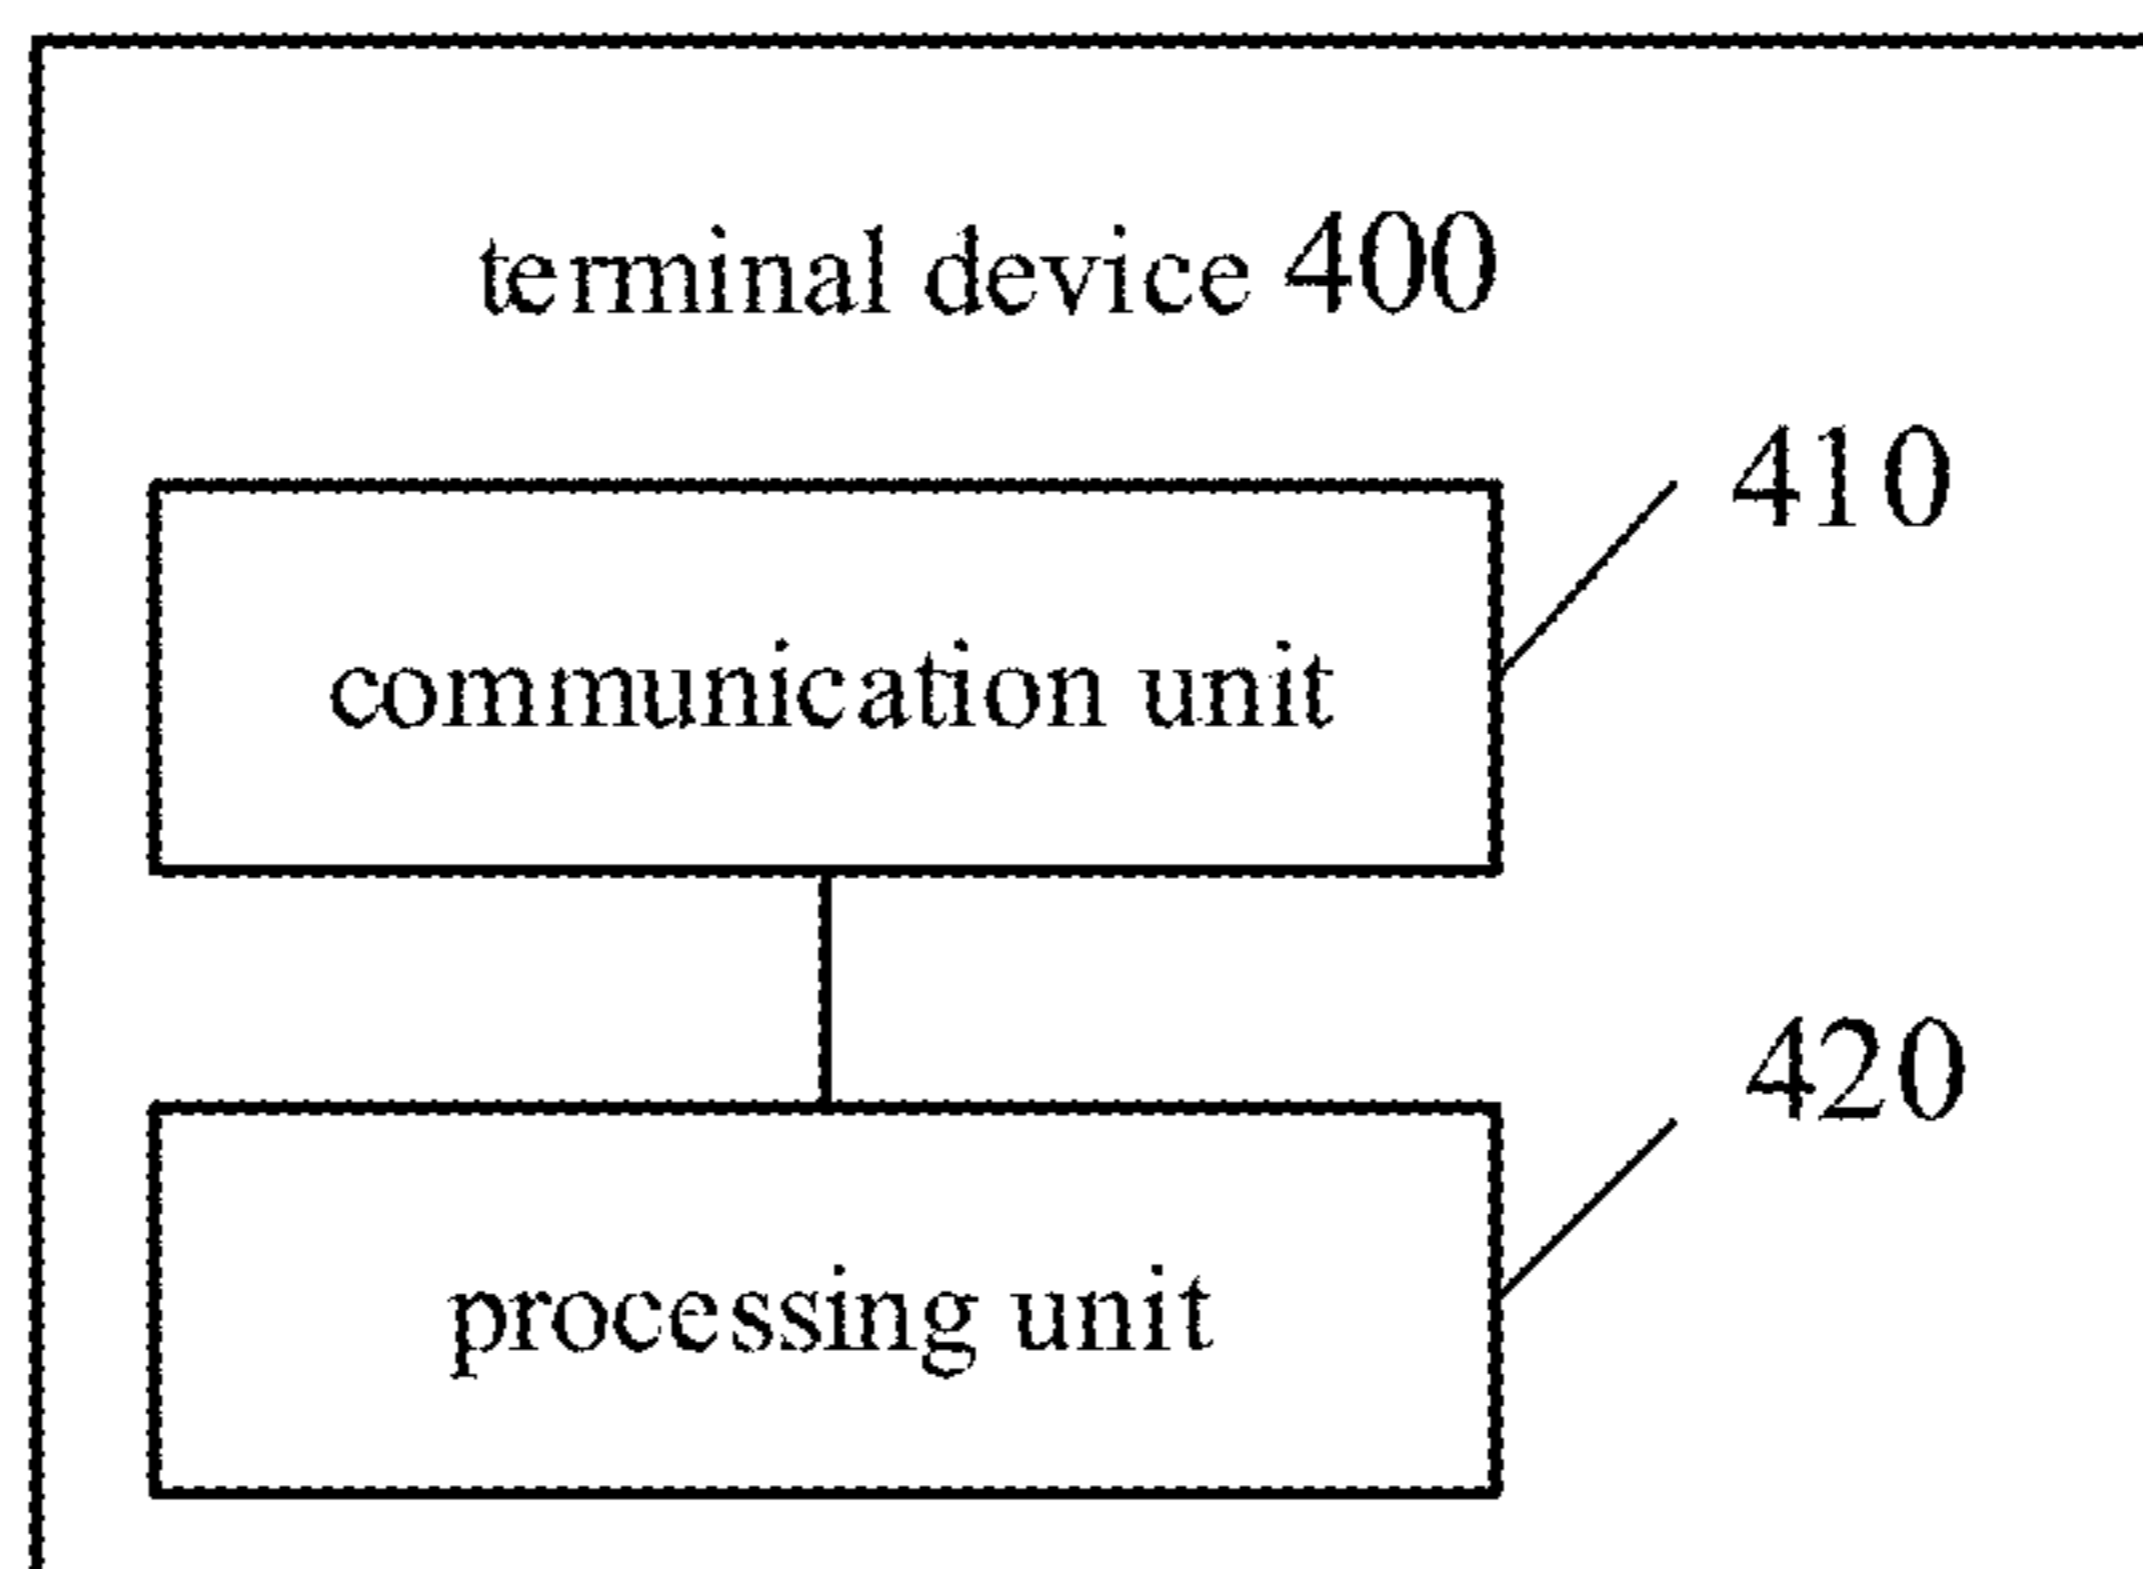 terminal device 400
410
communication unit
420
processing unit